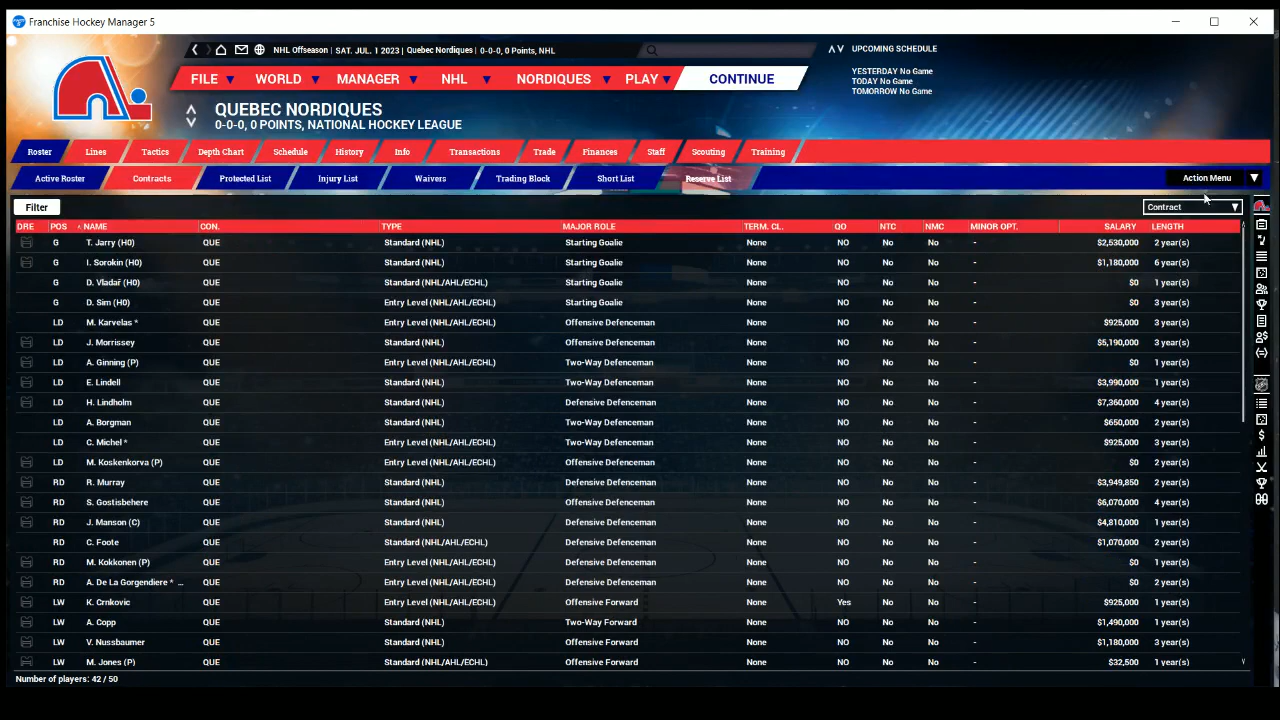 Franchise Hockey Manager 5
NHL Offseason | SAT. JUL. 1 2023 | Quebec Nordiques | 0-0-0, 0 Points, NHL
UPCOMING SCHEDULE
YESTERDAY No Game
TODAY No Game
TOMORROW No Game
FILE WORLD MANAGER NHL NORDIQUES PLAY CONTINUE
QUEBEC NORDIQUES
0-0-0, 0 POINTS, NATIONAL HOCKEY LEAGUE
Roster Lines Tactics Depth Chart Schedule History Info Transactions Trade Finances Staff Scouting Training
Active Roster Contracts Protected List Injury List Waivers Trading Block Short List Reserve List Action Menu
Filter Contract
DRE POS NAME CON. TYPE MAJOR ROLE TERM. CL. QO NTC NMC MINOR OPT. SALARY LENGTH
G T. Jarry (H0) QUE Standard (NHL) Starting Goalie None NO No No - $2,530,000 2 year(s)
G I. Sorokin (H0) QUE Standard (NHL) Starting Goalie None NO No No - $1,180,000 6 year(s)
G D. Vladař (H0) QUE Standard (NHL/AHL/ECHL) Starting Goalie None NO No No - $0 1 year(s)
G D. Sim (H0) QUE Entry Level (NHL/AHL/ECHL) Starting Goalie None NO No No - $0 3 year(s)
LD M. Karvelas * QUE Entry Level (NHL/AHL/ECHL) Offensive Defenceman None NO No No - $925,000 3 year(s)
LD J. Morrissey QUE Standard (NHL) Offensive Defenceman None NO No No - $5,190,000 3 year(s)
LD A. Ginning (P) QUE Entry Level (NHL/AHL/ECHL) Two-Way Defenceman None NO No No - $0 1 year(s)
LD E. Lindell QUE Standard (NHL) Two-Way Defenceman None NO No No - $3,990,000 1 year(s)
LD H. Lindholm QUE Standard (NHL) Defensive Defenceman None NO No No - $7,360,000 4 year(s)
LD A. Borgman QUE Standard (NHL) Two-Way Defenceman None NO No No - $650,000 2 year(s)
LD C. Michel * QUE Entry Level (NHL/AHL/ECHL) Two-Way Defenceman None NO No No - $925,000 3 year(s)
LD M. Koskenkorva (P) QUE Entry Level (NHL/AHL/ECHL) Offensive Defenceman None NO No No - $0 2 year(s)
RD R. Murray QUE Standard (NHL) Defensive Defenceman None NO No No - $3,949,850 2 year(s)
RD S. Gostisbehere QUE Standard (NHL) Offensive Defenceman None NO No No - $6,070,000 4 year(s)
RD J. Manson (C) QUE Standard (NHL) Defensive Defenceman None NO No No - $4,810,000 1 year(s)
RD C. Foote QUE Standard (NHL/AHL/ECHL) Defensive Defenceman None NO No No - $1,070,000 2 year(s)
RD M. Kokkonen (P) QUE Entry Level (NHL/AHL/ECHL) Defensive Defenceman None NO No No - $0 2 year(s)
RD A. De La Gorgendiere * ... QUE Entry Level (NHL/AHL/ECHL) Defensive Defenceman None NO No No - $0 2 year(s)
LW K. Crnkovic QUE Entry Level (NHL/AHL/ECHL) Offensive Forward None Yes No No - $925,000 1 year(s)
LW A. Copp QUE Standard (NHL) Two-Way Forward None NO No No - $1,490,000 1 year(s)
LW V. Nussbaumer QUE Standard (NHL) Offensive Forward None NO No No - $1,180,000 3 year(s)
LW M. Jones (P) QUE Standard (NHL/AHL/ECHL) Offensive Forward None NO No No - $32,500 1 year(s)
Number of players: 42 / 50